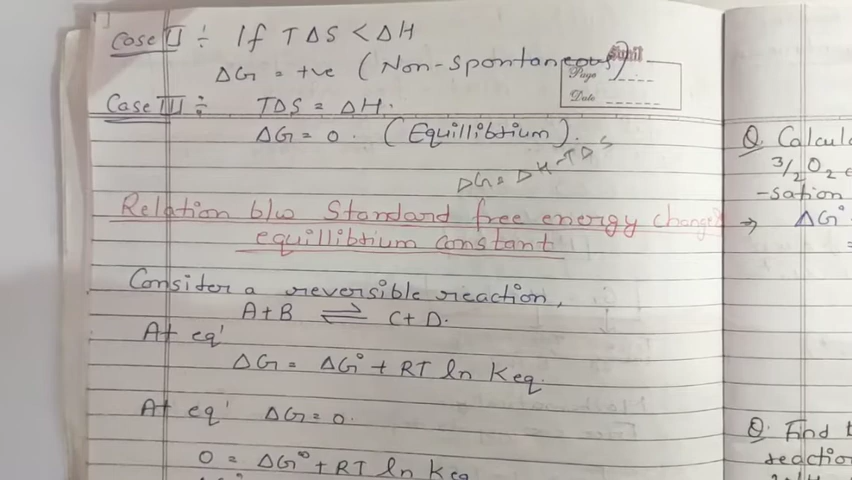 Case II ÷ If TΔS < ΔH
ΔG = +ve (Non-spontaneous)
Page
Date
Case III ÷ TΔS = ΔH.
ΔG = 0. (Equillibrium).
ΔG = ΔH - TΔS
Relation b/w Standard free energy change &
equillibrium constant
Consider a reversible reaction,
A + B ⇌ C + D.
At eq'
ΔG = ΔG° + RT ln Keq.
At eq' ΔG = 0.
0 = ΔG° + RT ln Keq
Q. Calcul
3/2 O2
-sation
⇒ ΔG°
=
Q. Find t
reaction